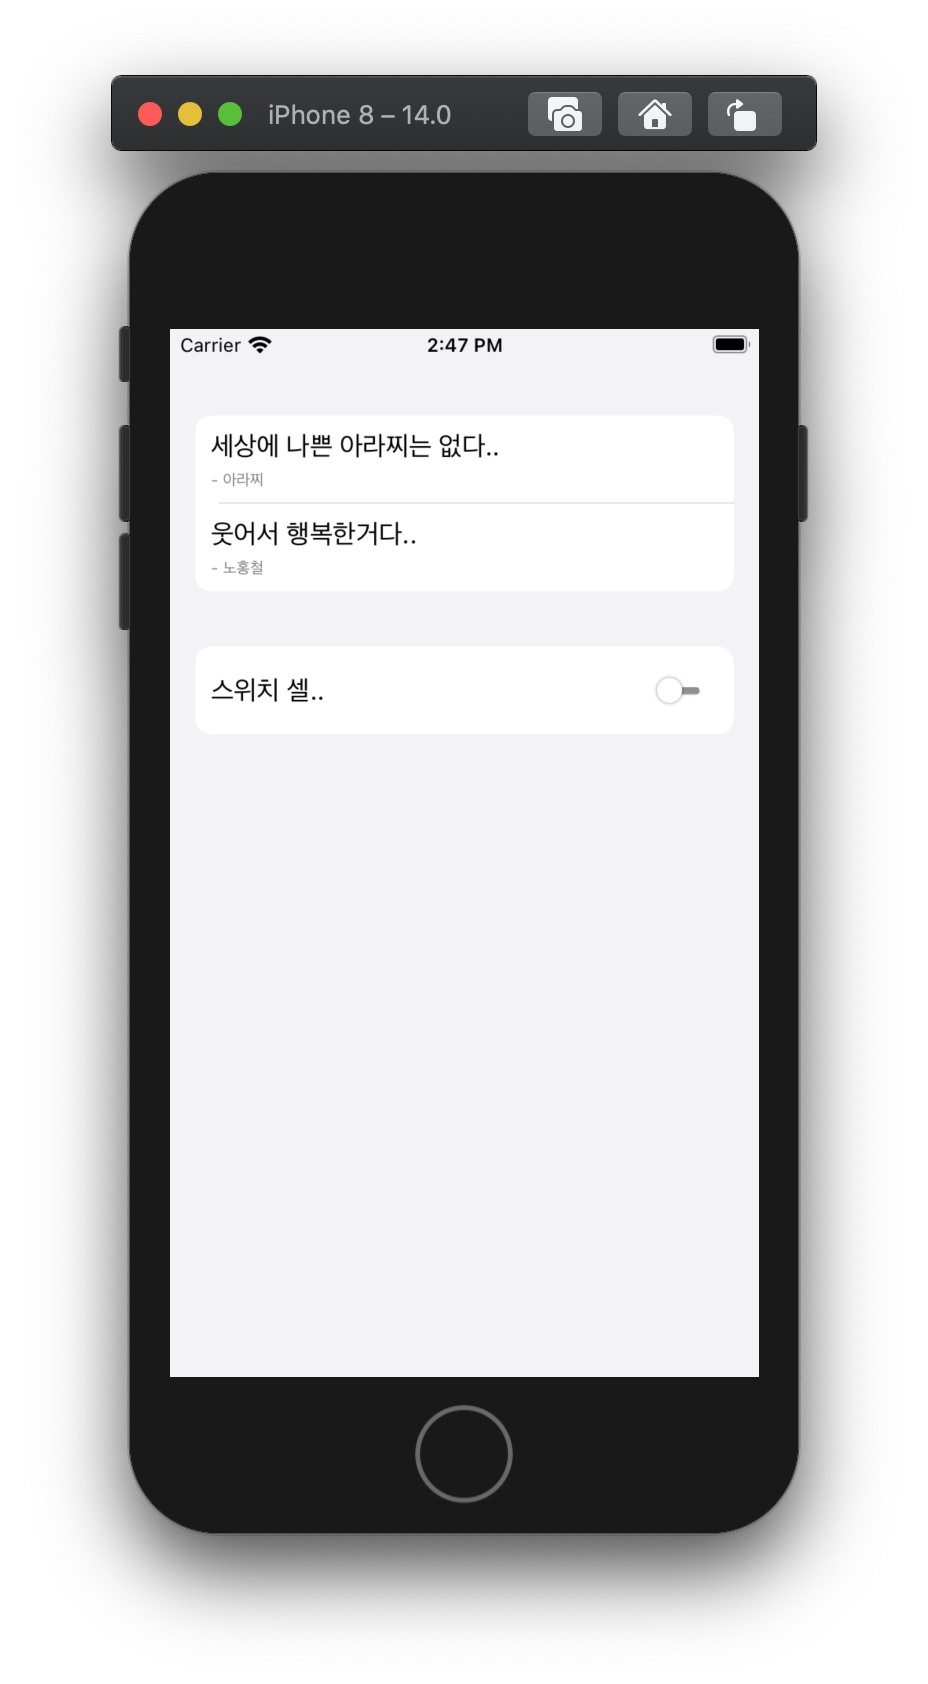 iPhone 8 – 14.0
Carrier 2:47 PM
세상에 나쁜 아라찌는 없다..
- 아라찌
웃어서 행복한거다..
- 노홍철
스위치 셀..